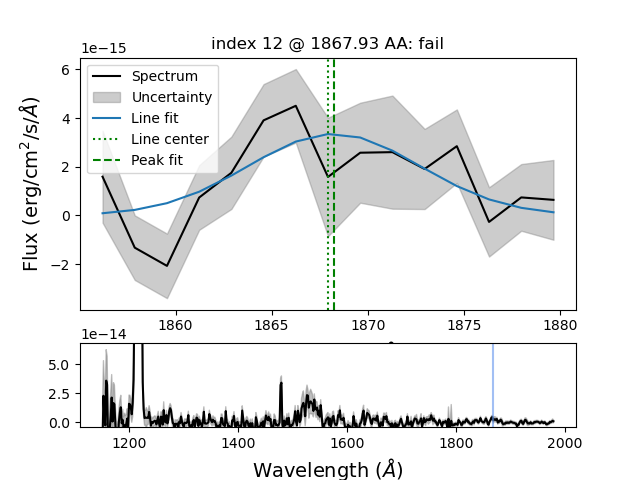 index 12 @ 1867.93 AA: fail
1e−15
Spectrum
Uncertainty
Line fit
Line center
Peak fit
6
4
2
0
−2
Flux (erg/cm²/s/Å)
1860
1865
1870
1875
1880
1e−14
5.0
2.5
0.0
1200
1400
1600
1800
2000
Wavelength (Å)